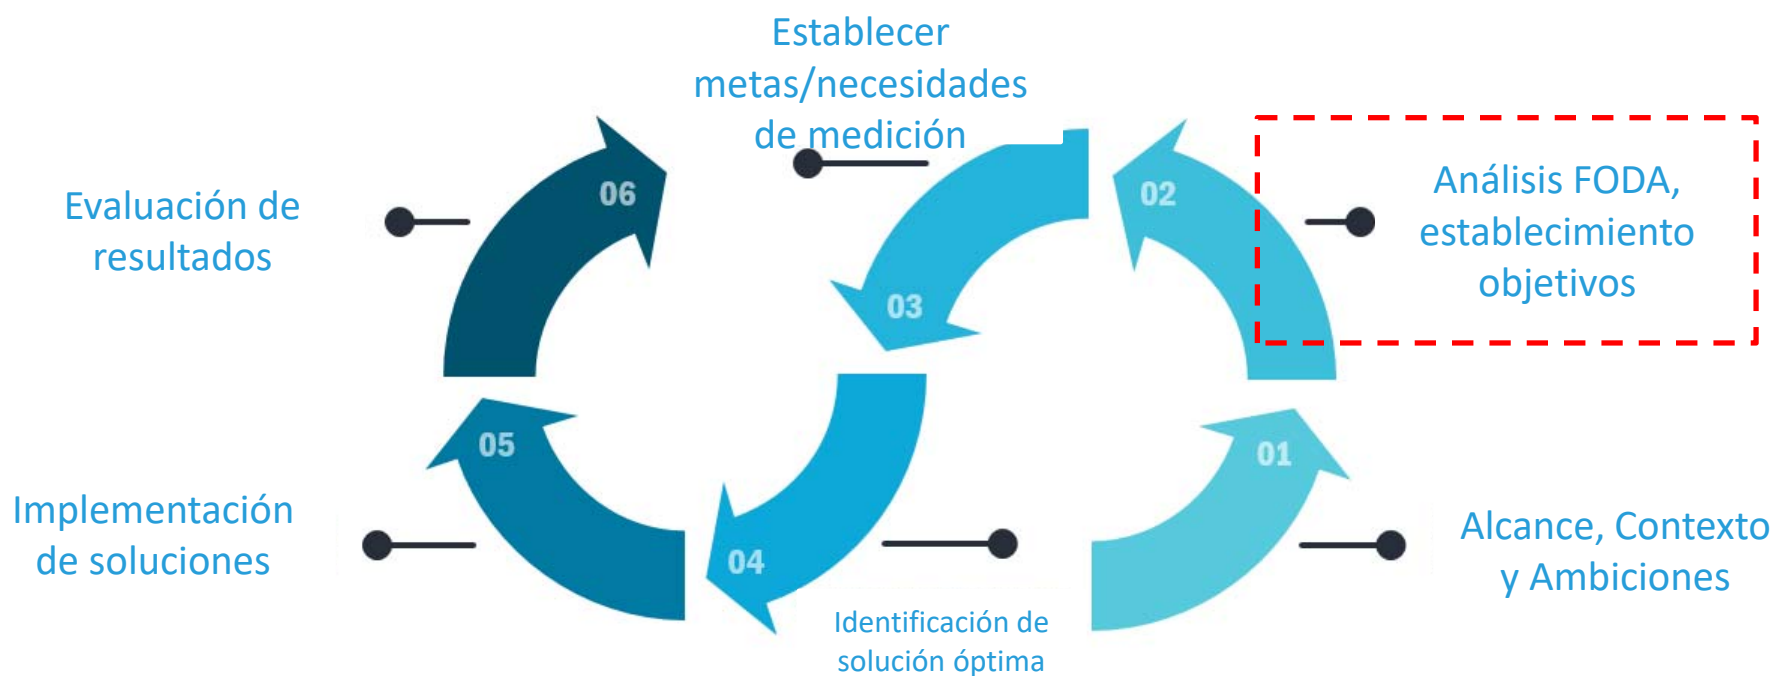 Establecer
metas/necesidades
de medición
06
02
Análisis FODA,
establecimiento
objetivos
Evaluación de
resultados
03
05
01
Implementación
de soluciones
04
Alcance, Contexto
y Ambiciones
Identificación de
solución óptima